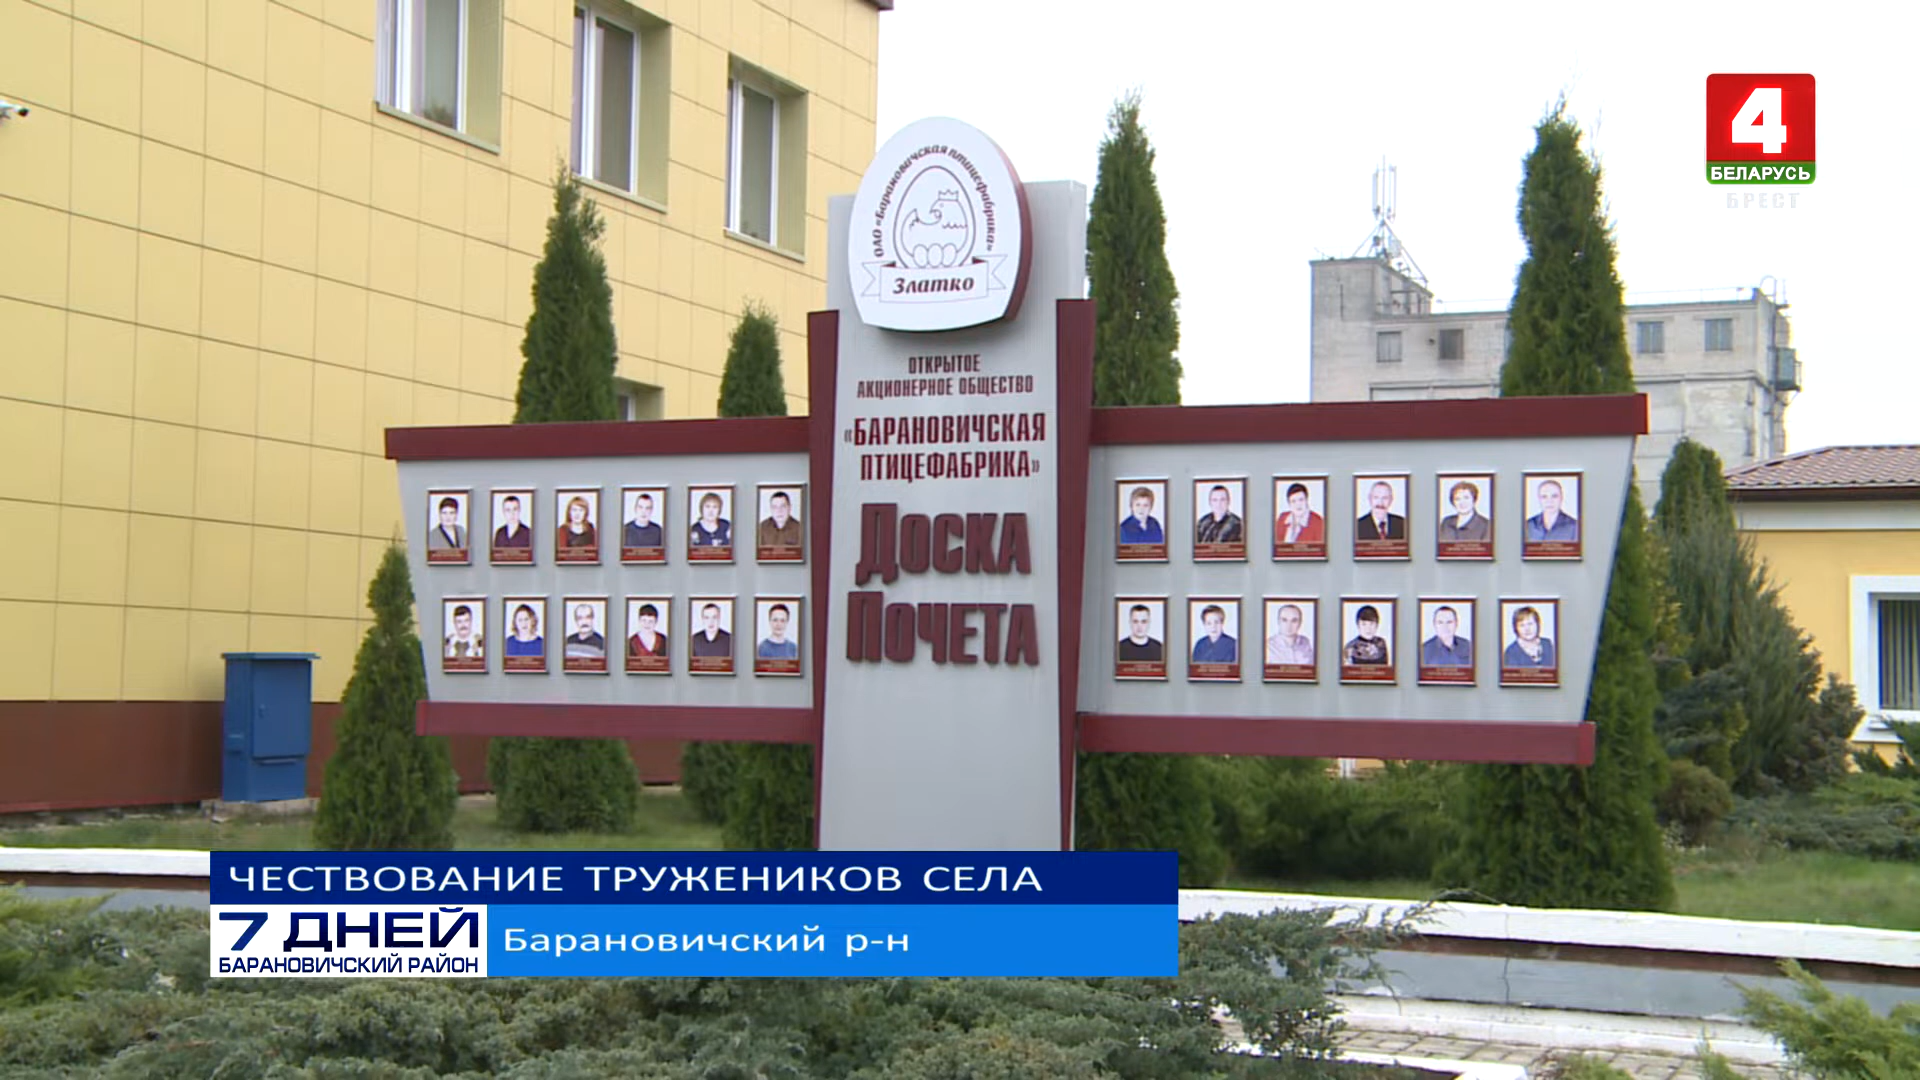 ОАО «Барановичская птицефабрика»
Златко
ОТКРЫТОЕ
АКЦИОНЕРНОЕ ОБЩЕСТВО
«БАРАНОВИЧСКАЯ
ПТИЦЕФАБРИКА»
ДОСКА
ПОЧЕТА
4
БЕЛАРУСЬ
БРЕСТ
ЧЕСТВОВАНИЕ ТРУЖЕНИКОВ СЕЛА
7 ДНЕЙ
БАРАНОВИЧСКИЙ РАЙОН
Барановичский р-н